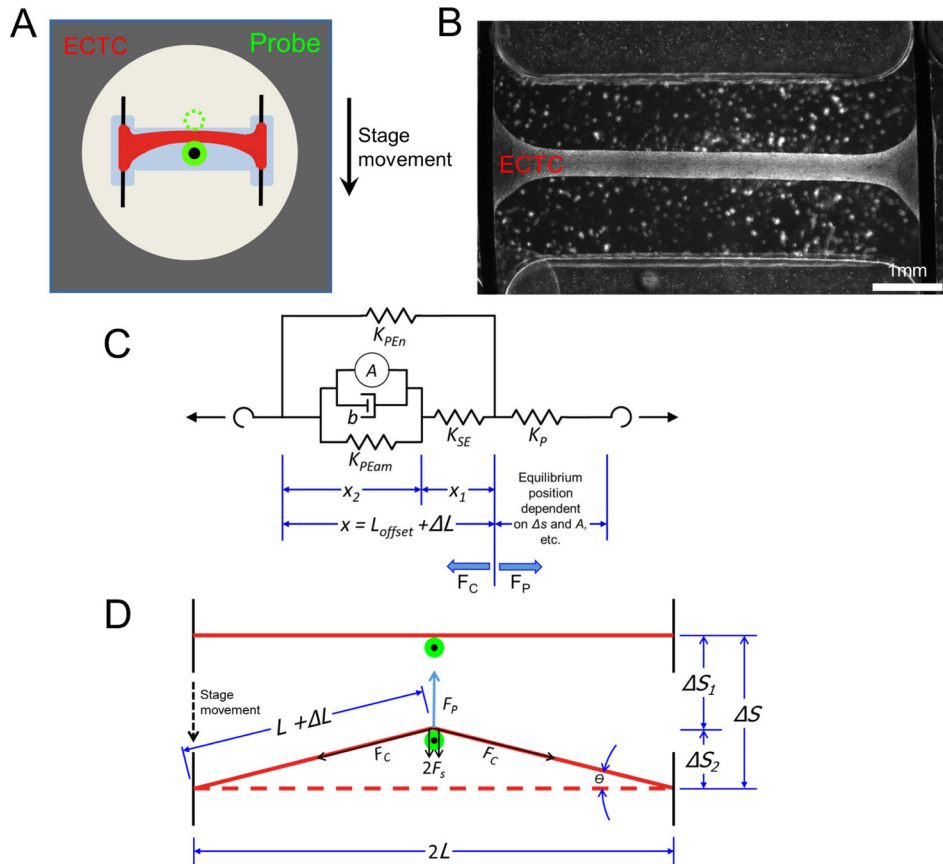 A
ECTC
Probe
Stage
movement
B
ECTC
1mm
C
K_PEn
A
b
K_PEam
K_SE
K_P
x_2
x_1
Equilibrium
position
dependent
on Δs and A,
etc.
x = L_offset + ΔL
F_C
F_P
D
Stage
movement
L + ΔL
F_P
F_C
F_C
2F_s
Θ
ΔS_1
ΔS
ΔS_2
2L